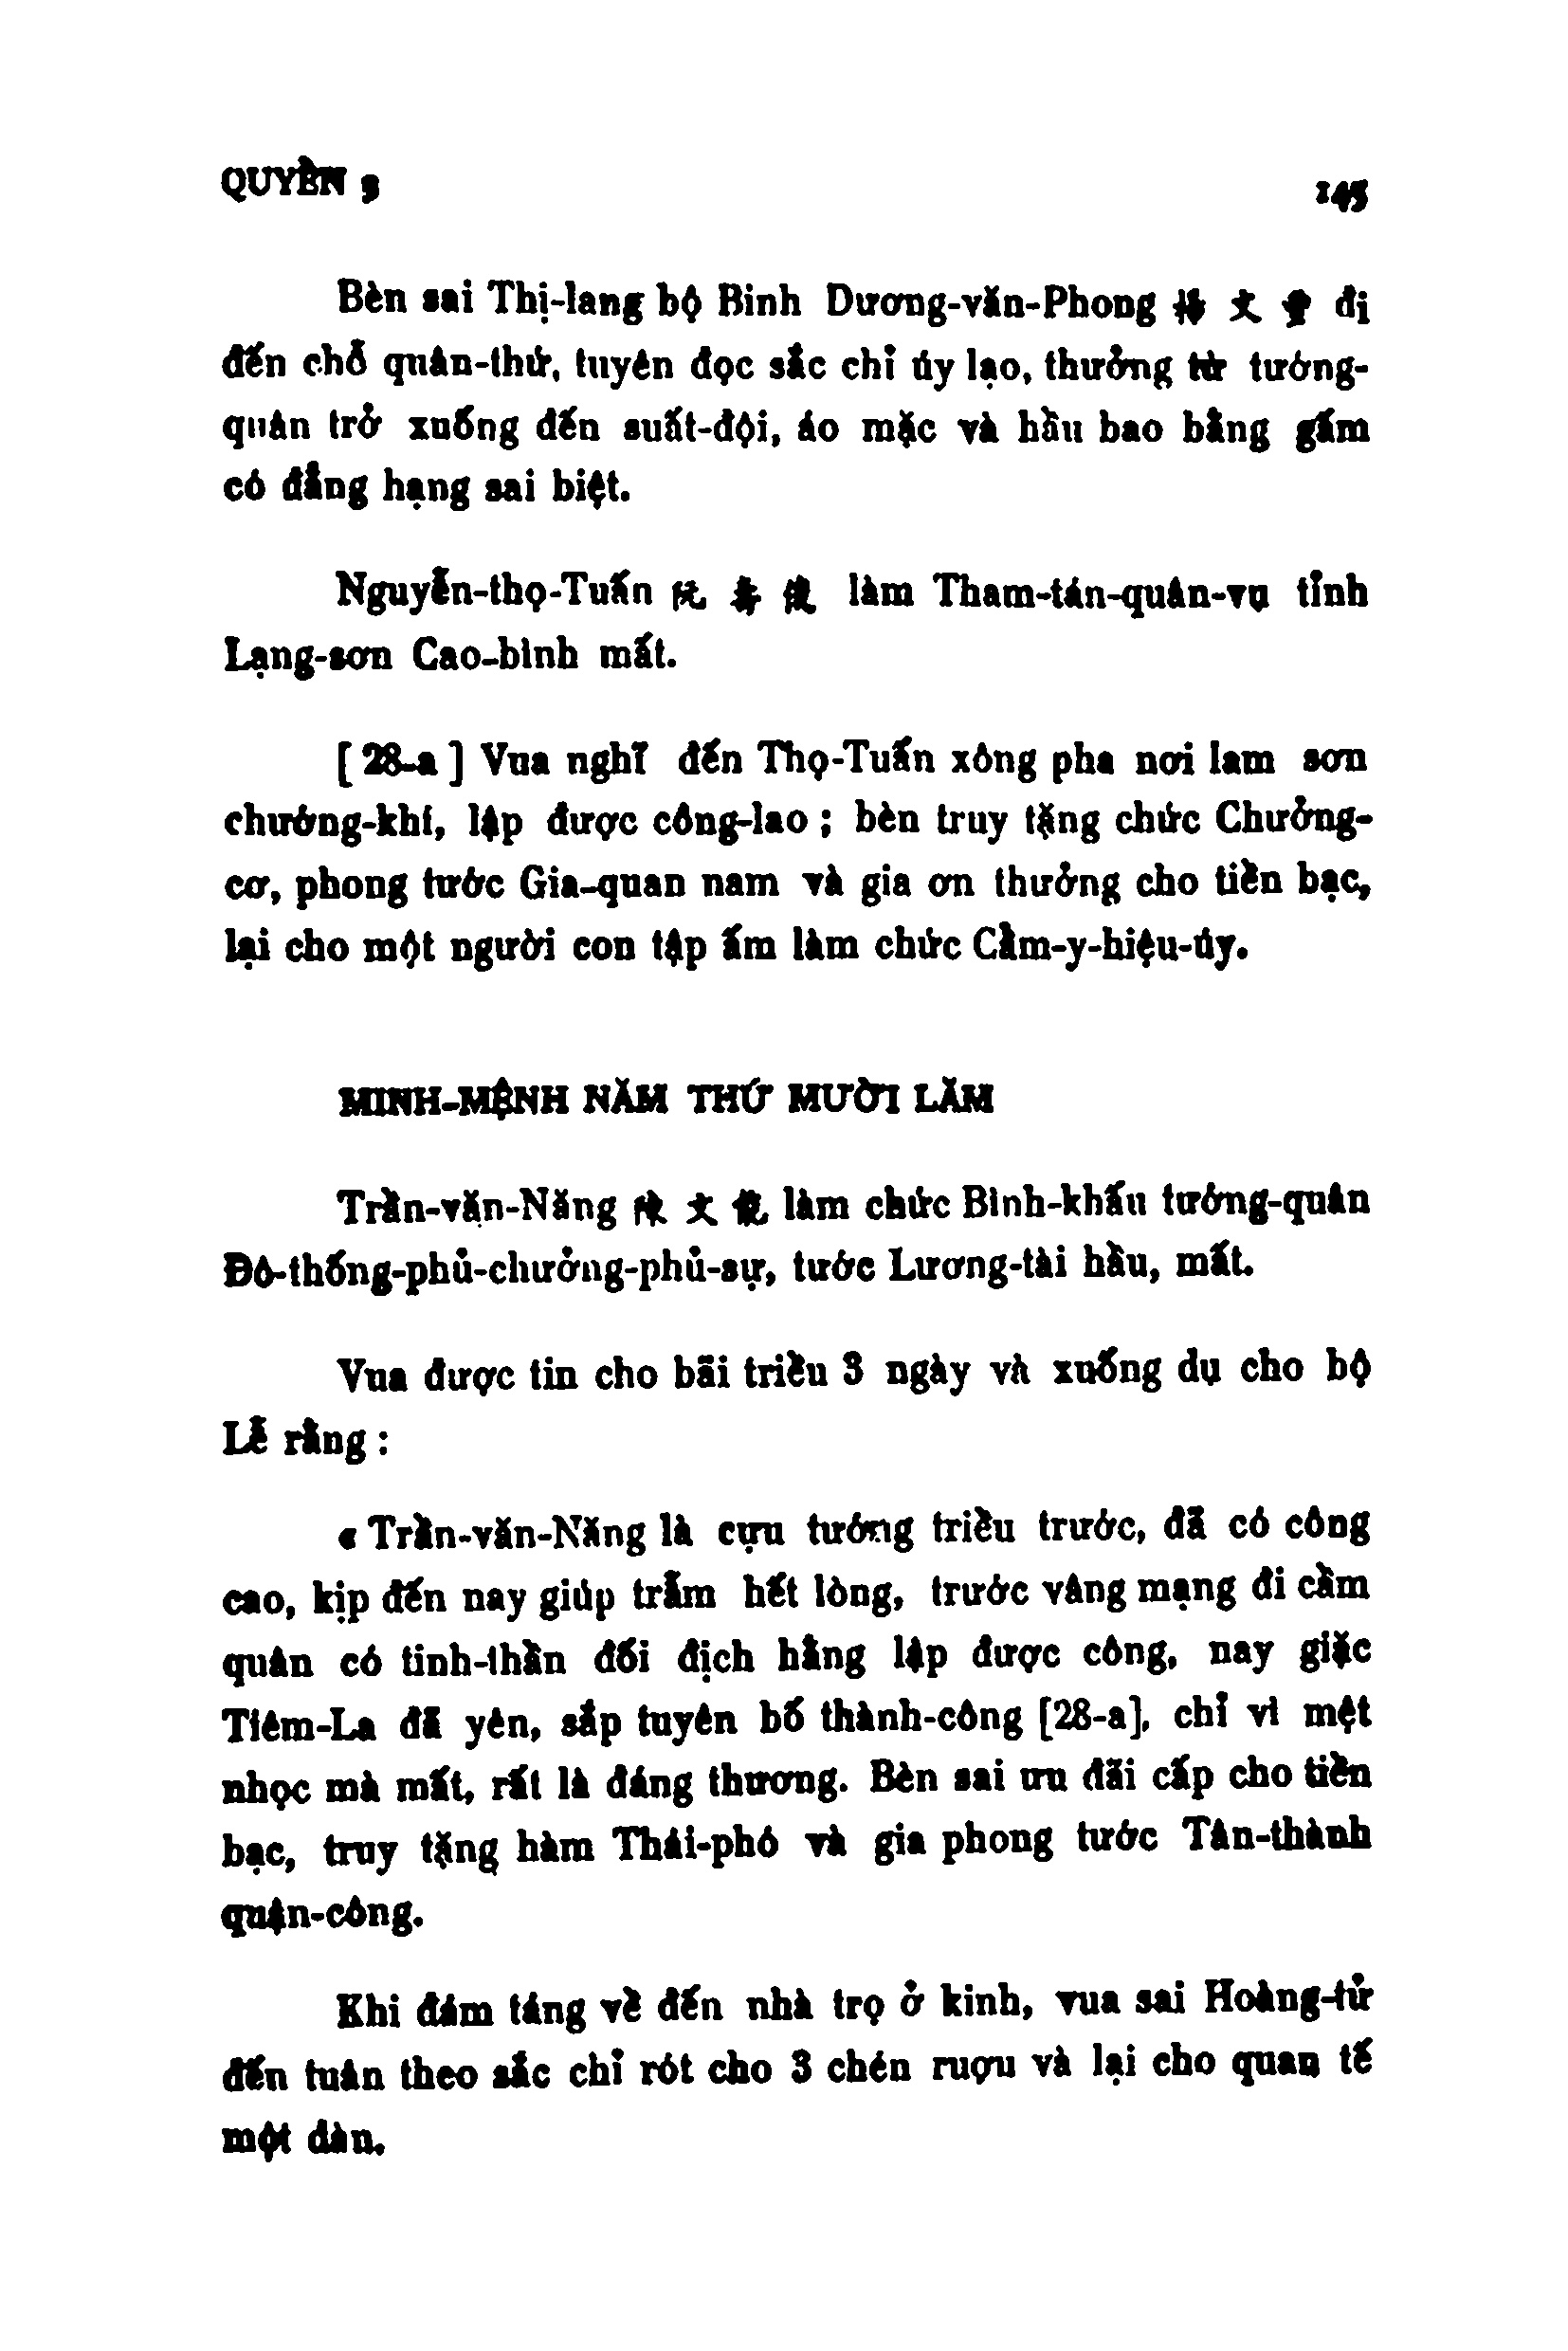 QUYỂN 3
145
Bèn sai Thị-lang bộ Binh Dương-văn-Phong 楊 文 豐 đi
đến chỗ quân-thứ, tuyên đọc sắc chỉ úy lạo, thưởng từ tướng-
quân trở xuống đến suất-đội, áo mặc và hầu bao bằng gấm
có đẳng hạng sai biệt.
Nguyễn-thọ-Tuấn 阮 壽 俊 làm Tham-tán-quân-vụ tỉnh
Lạng-sơn Cao-bình mất.
[ 28-a ] Vua nghĩ đến Thọ-Tuấn xông pha nơi lam sơn
chướng-khí, lập được công-lao ; bèn truy tặng chức Chưởng-
cơ, phong tước Gia-quan nam và gia ơn thưởng cho tiền bạc,
lại cho một người con tập ấm làm chức Cẩm-y-hiệu-úy.
MINH-MỆNH NĂM THỨ MƯỜI LĂM
Trần-vặn-Năng 陳 文 能 làm chức Bình-khấu tướng-quân
Đô-thống-phủ-chưởng-phủ-sự, tước Lương-tài hầu, mất.
Vua được tin cho bãi triều 3 ngày và xuống dụ cho bộ
Lễ rằng :
« Trần-văn-Năng là cựu tướng triều trước, đã có công
cao, kịp đến nay giúp trẫm hết lòng, trước vâng mạng đi cầm
quân có tinh-thần đối địch hằng lập được công, nay giặc
Tiêm-La đã yên, sắp tuyên bố thành-công [28-a], chỉ vì mệt
nhọc mà mất, rất là đáng thương. Bèn sai ưu đãi cấp cho tiền
bạc, truy tặng hàm Thái-phó và gia phong tước Tân-thành
quận-công.
Khi đám táng về đến nhà trọ ở kinh, vua sai Hoàng-tử
đến tuân theo sắc chỉ rót cho 3 chén rượu và lại cho quan tế
một đàn.